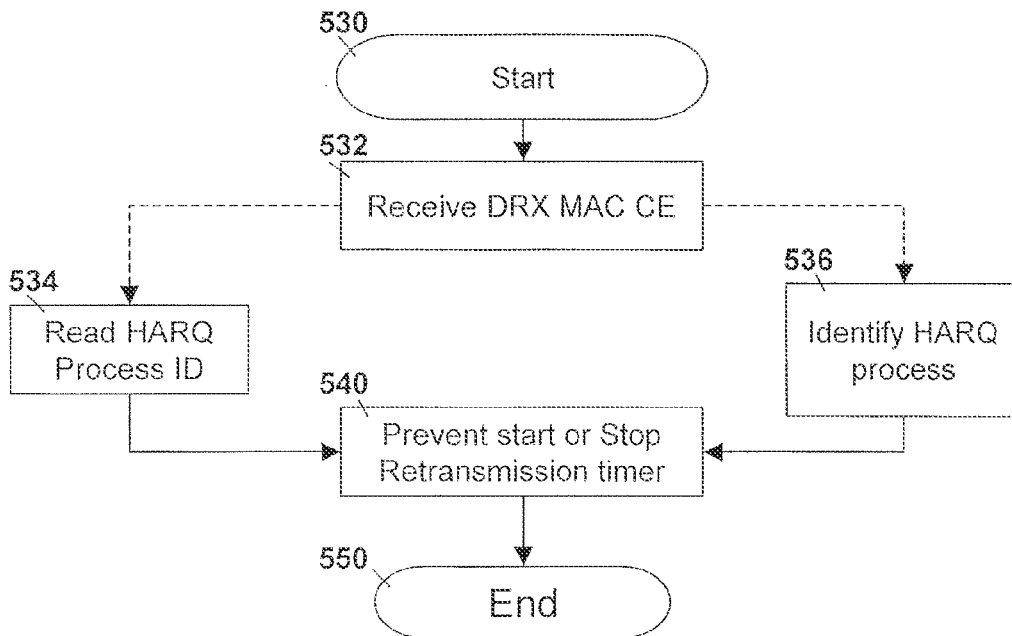 530
Start
532
Receive DRX MAC CE
534
Read HARQ
Process ID
536
Identify HARQ
process
540
Prevent start or Stop
Retransmission timer
550
End